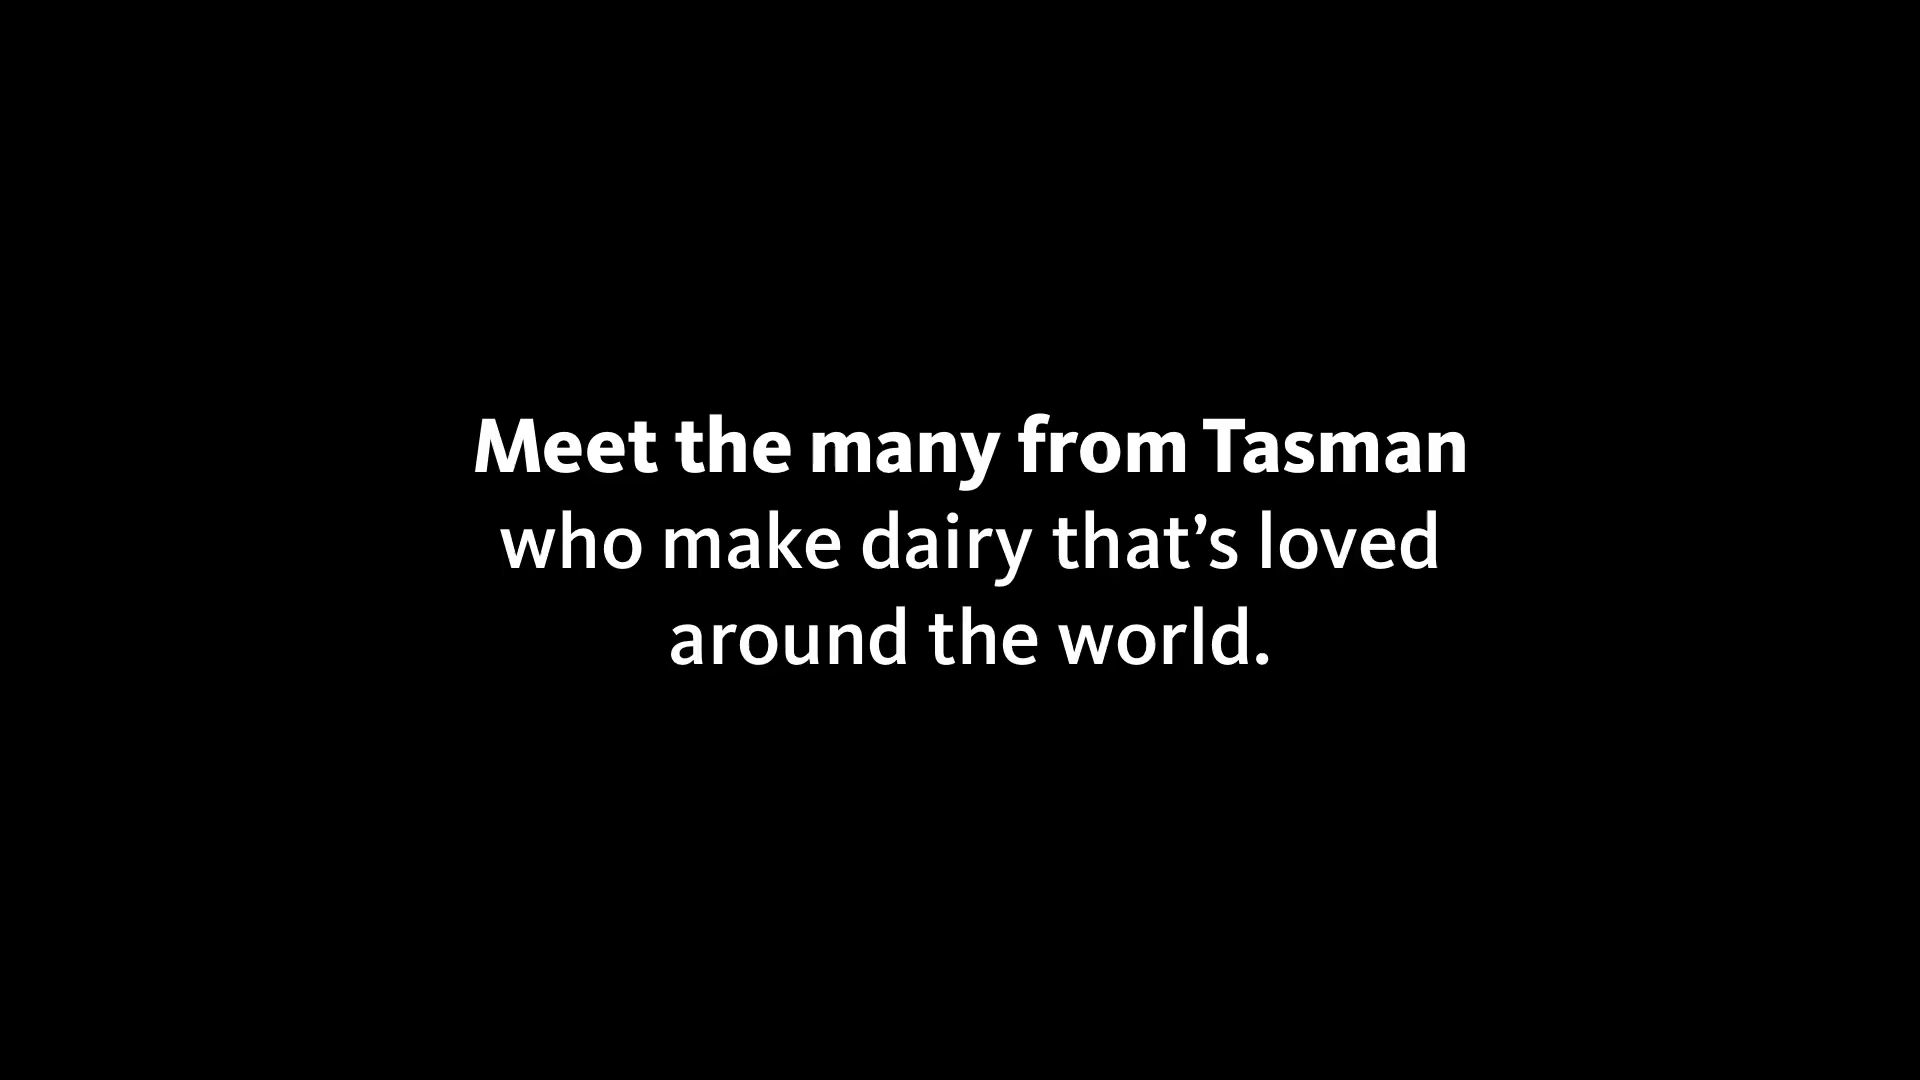 Meet the many from Tasman
who make dairy that’s loved
around the world.